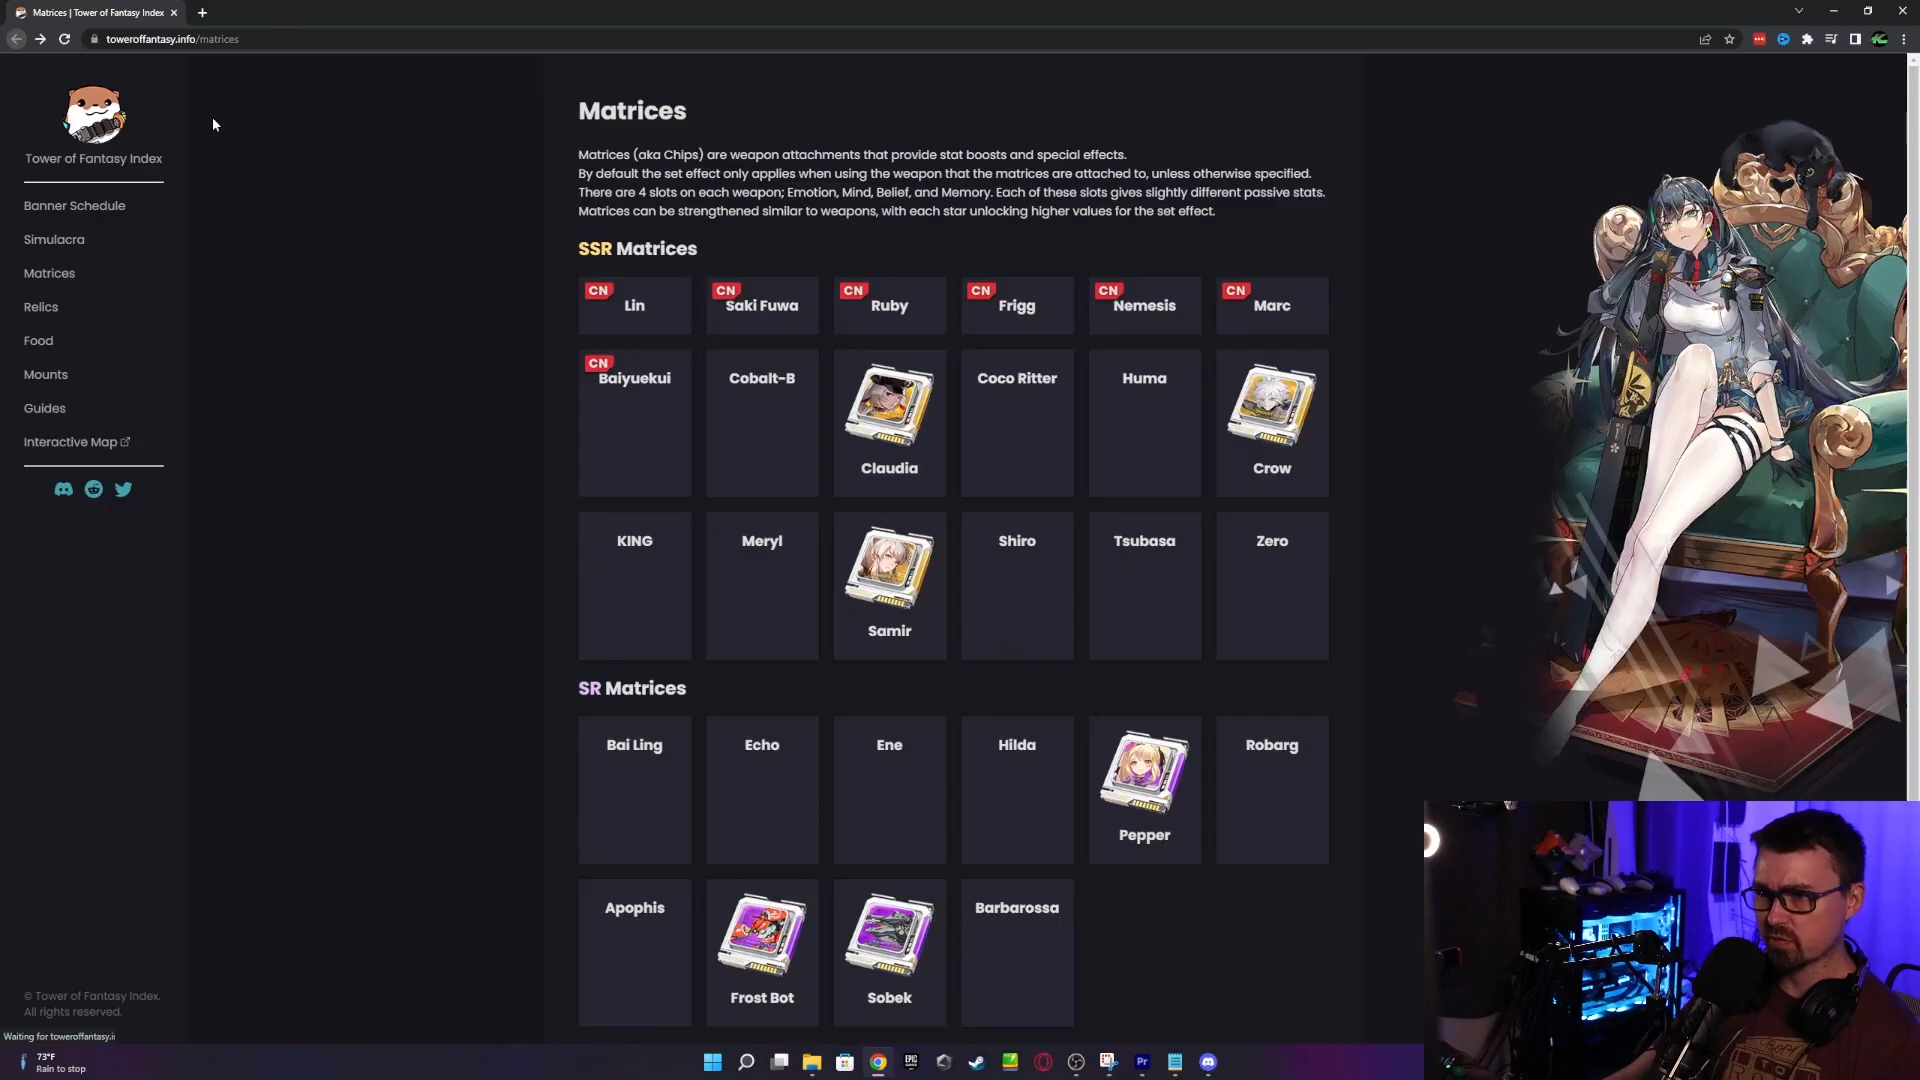 Matrices | Tower of Fantasy Index
toweroffantasy.info/matrices
Tower of Fantasy Index
Banner Schedule
Simulacra
Matrices
Relics
Food
Mounts
Guides
Interactive Map
Matrices
Matrices (aka Chips) are weapon attachments that provide stat boosts and special effects.
By default the set effect only applies when using the weapon that the matrices are attached to, unless otherwise specified.
There are 4 slots on each weapon; Emotion, Mind, Belief, and Memory. Each of these slots gives slightly different passive stats.
Matrices can be strengthened similar to weapons, with each star unlocking higher values for the set effect.
SSR Matrices
CN CN CN CN CN CN
Lin Saki Fuwa Ruby Frigg Nemesis Marc
CN
Baiyuekui Cobalt-B Coco Ritter Huma
Claudia Crow
KING Meryl Shiro Tsubasa Zero
Samir
SR Matrices
Bai Ling Echo Ene Hilda Robarg
Pepper
Apophis Barbarossa
Frost Bot Sobek
© Tower of Fantasy Index.
All rights reserved.
Waiting for toweroffantasy.i
73°F
Rain to stop
EPIC
Pr